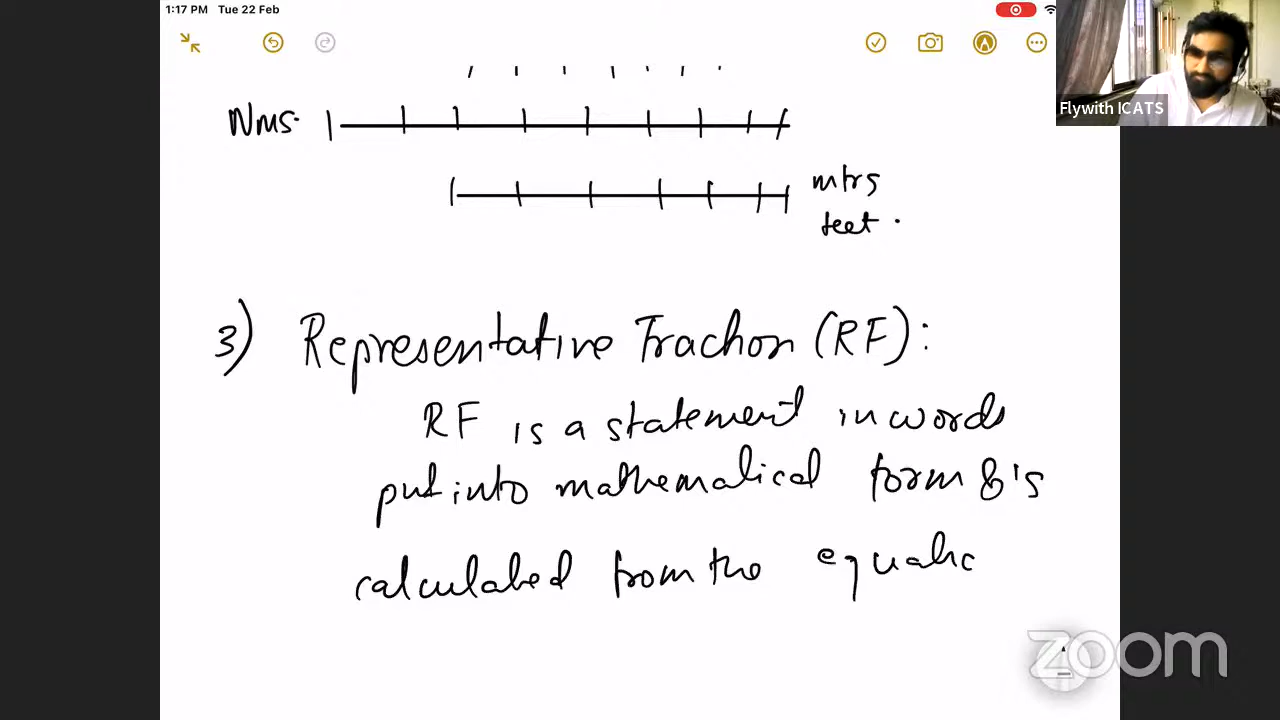 1:17 PM Tue 22 Feb
Flywith ICATS
Nms.
mtrs
feet.
3) Representative Fraction (RF):
RF is a statement in words
put into mathematical form & is
calculated from the equatio
zoom